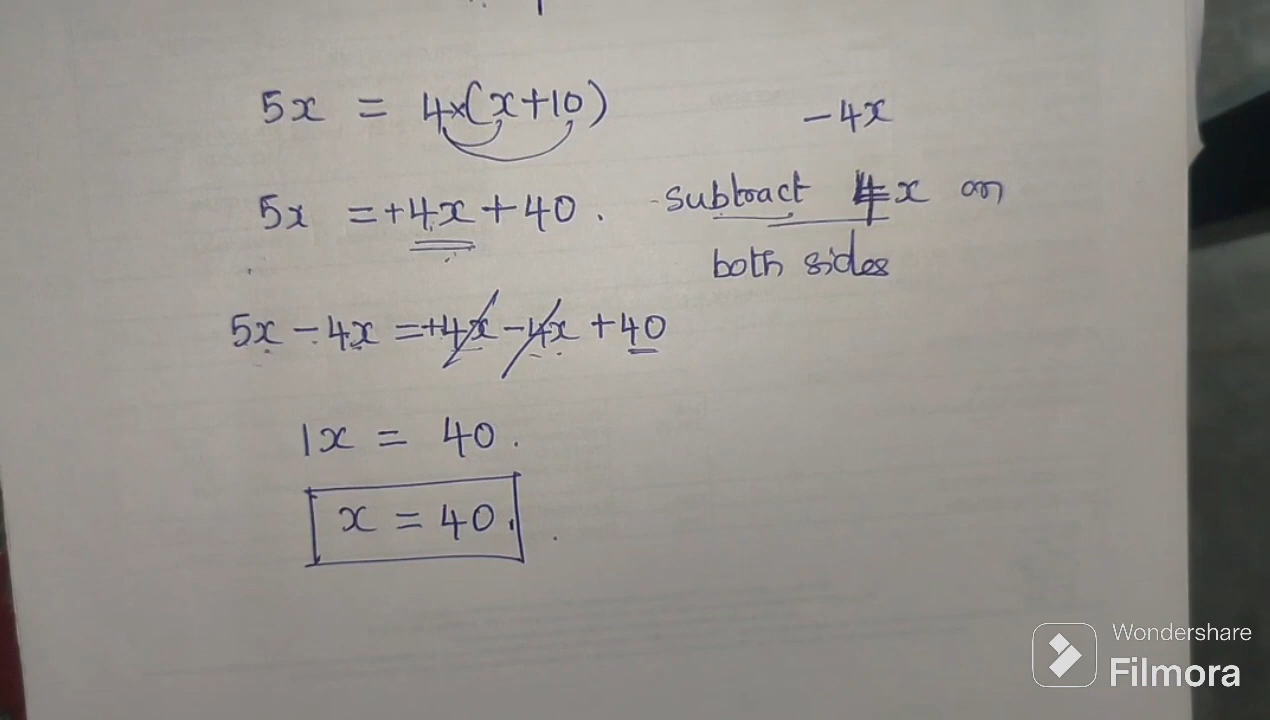 5x = 4×(x+10)
-4x
5x = +4x + 40.
subtract 4x on
both sides
5x - 4x = +4x - 4x + 40
1x = 40.
x = 40.
Wondershare
Filmora